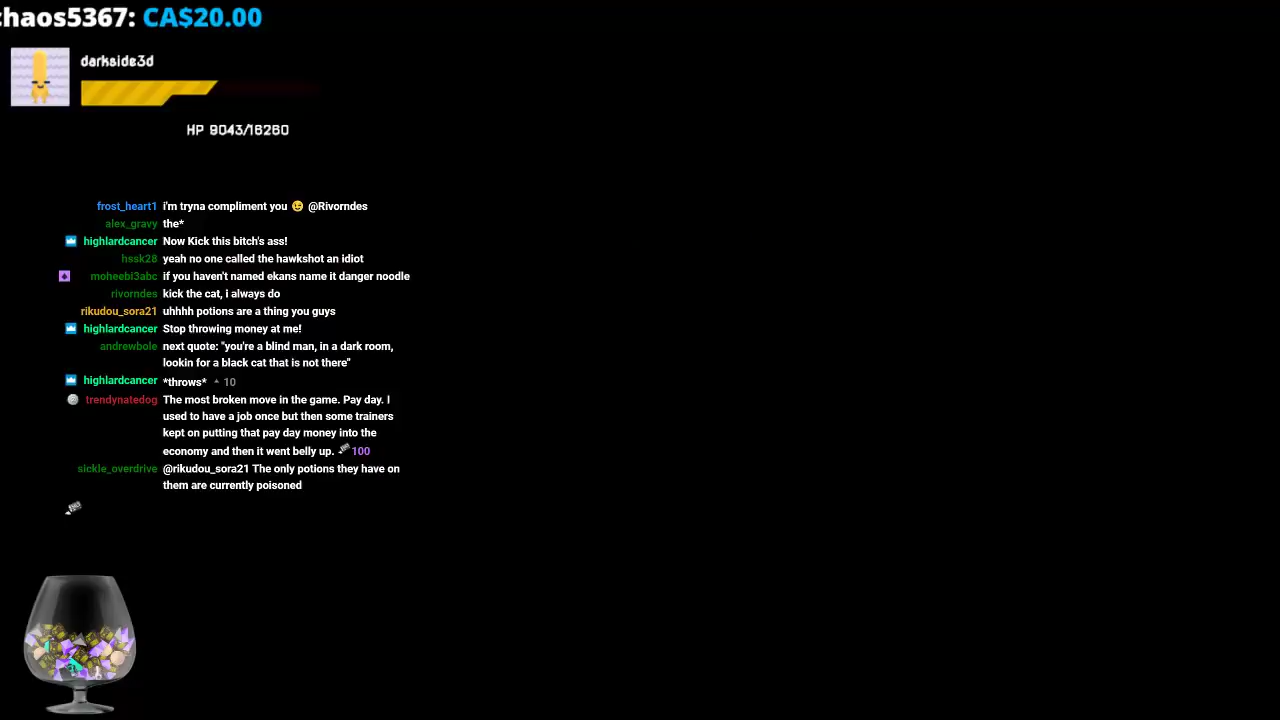 chaos5367: CA$20.00
darkside3d
HP 9043/16260
frost_heart1 i'm tryna compliment you 😉 @Rivorndes
alex_gravy the*
highlardcancer Now Kick this bitch's ass!
hssk28 yeah no one called the hawkshot an idiot
moheebi3abc if you haven't named ekans name it danger noodle
rivorndes kick the cat, i always do
rikudou_sora21 uhhhh potions are a thing you guys
highlardcancer Stop throwing money at me!
andrewbole next quote: "you're a blind man, in a dark room,
lookin for a black cat that is not there"
highlardcancer *throws* 10
trendynatedog The most broken move in the game. Pay day. I
used to have a job once but then some trainers
kept on putting that pay day money into the
economy and then it went belly up. 100
sickle_overdrive @rikudou_sora21 The only potions they have on
them are currently poisoned